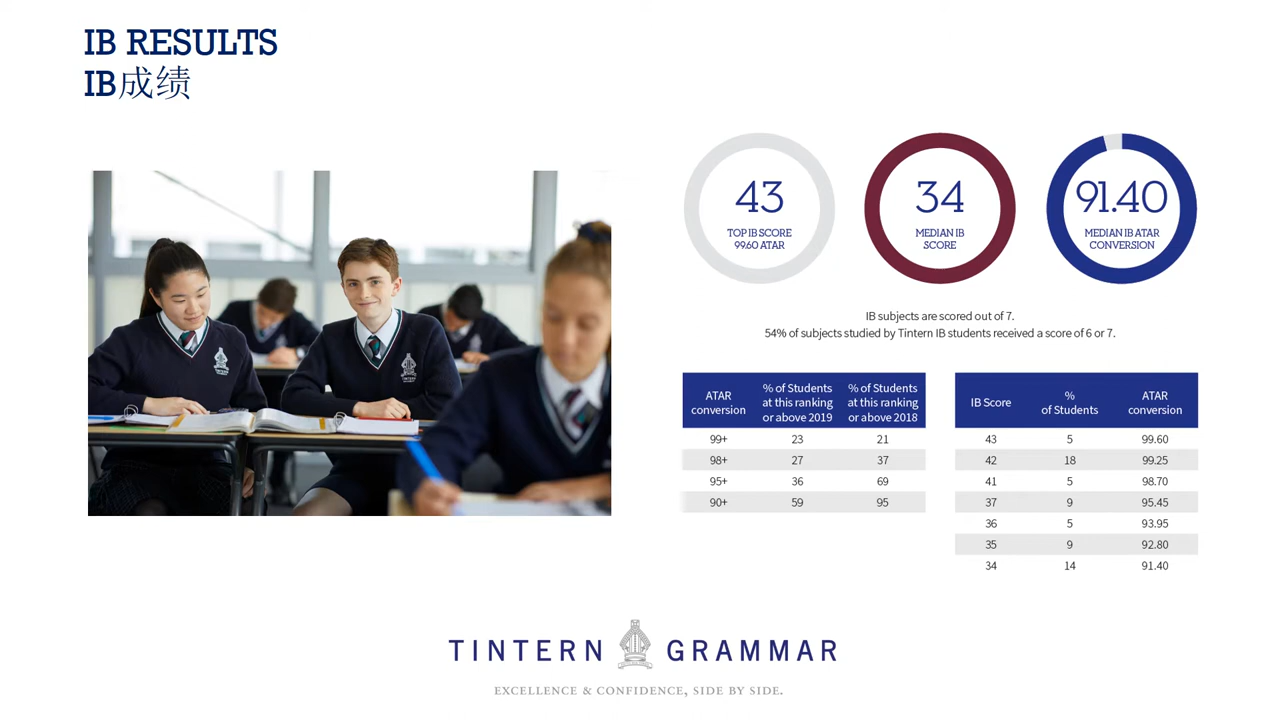 IB RESULTS
IB成绩
43
TOP IB SCORE
99.60 ATAR
34
MEDIAN IB
SCORE
91.40
MEDIAN IB ATAR
CONVERSION
IB subjects are scored out of 7.
54% of subjects studied by Tintern IB students received a score of 6 or 7.
ATAR conversion % of Students at this ranking or above 2019 % of Students at this ranking or above 2018
99+ 23 21
98+ 27 37
95+ 36 69
90+ 59 95
IB Score % of Students ATAR conversion
43 5 99.60
42 18 99.25
41 5 98.70
37 9 95.45
36 5 93.95
35 9 92.80
34 14 91.40
TINTERN GRAMMAR
EXCELLENCE & CONFIDENCE, SIDE BY SIDE.